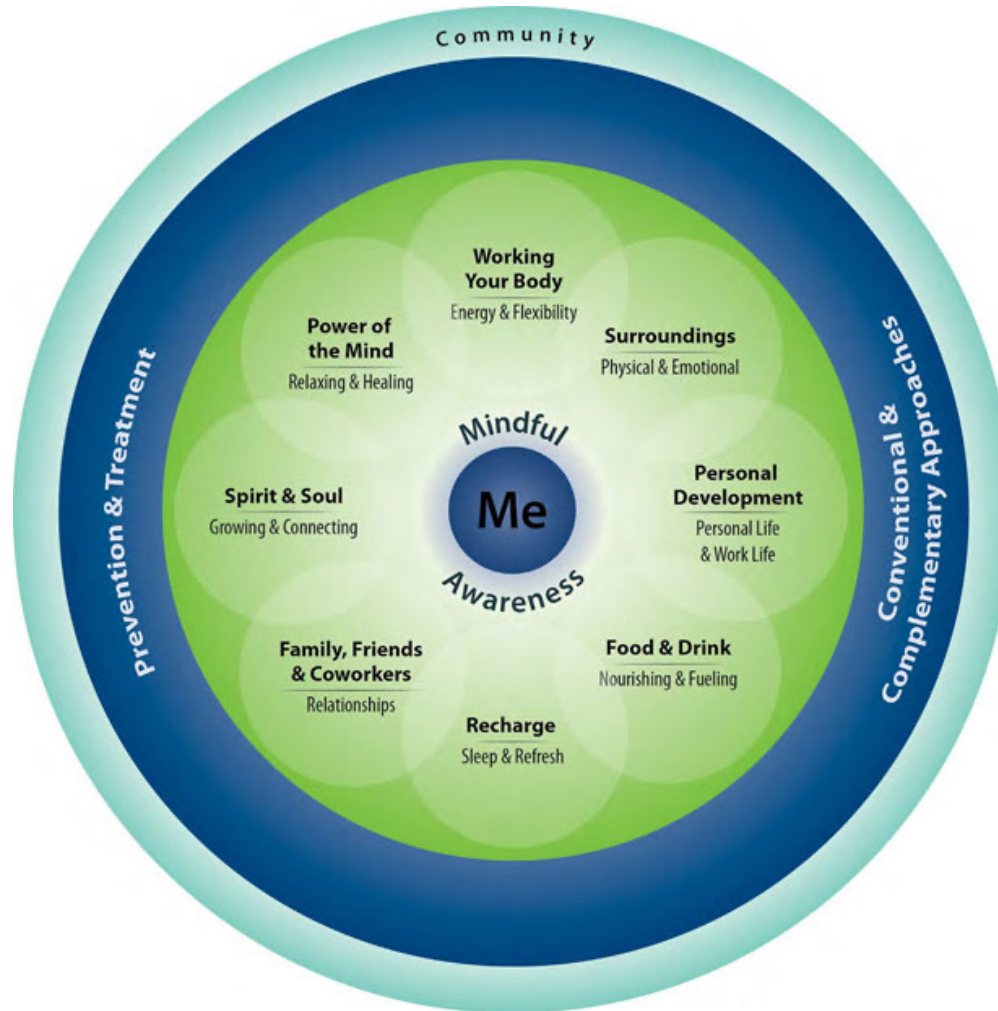 Community
Working
Your Body
Energy & Flexibility
Surroundings
Physical & Emotional
Power of
the Mind
Relaxing & Healing
Mindful
Me
Awareness
Personal
Development
Personal Life
& Work Life
Spirit & Soul
Growing & Connecting
Food & Drink
Nourishing & Fueling
Family, Friends
& Coworkers
Relationships
Recharge
Sleep & Refresh
Prevention & Treatment
Conventional &
Complementary Approaches